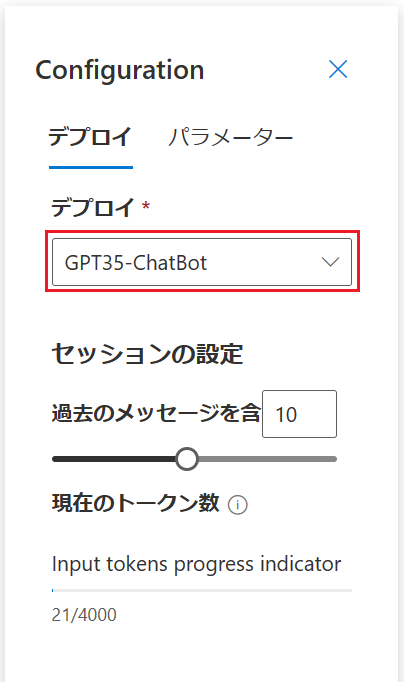 Configuration
デプロイ パラメーター
デプロイ *
GPT35-ChatBot
セッションの設定
過去のメッセージを含 10
現在のトークン数
Input tokens progress indicator
21/4000